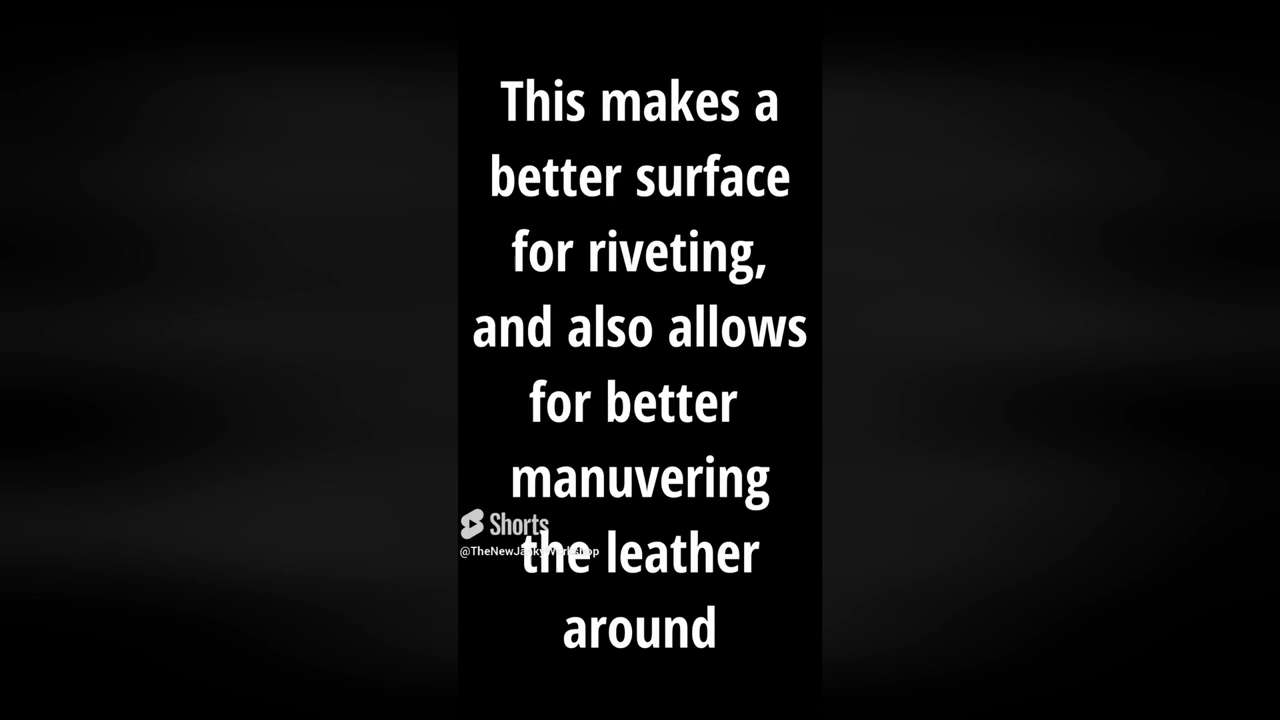 This makes a
better surface
for riveting,
and also allows
for better
manuvering
Shorts
@TheNewJankyWorkshop
the leather
around